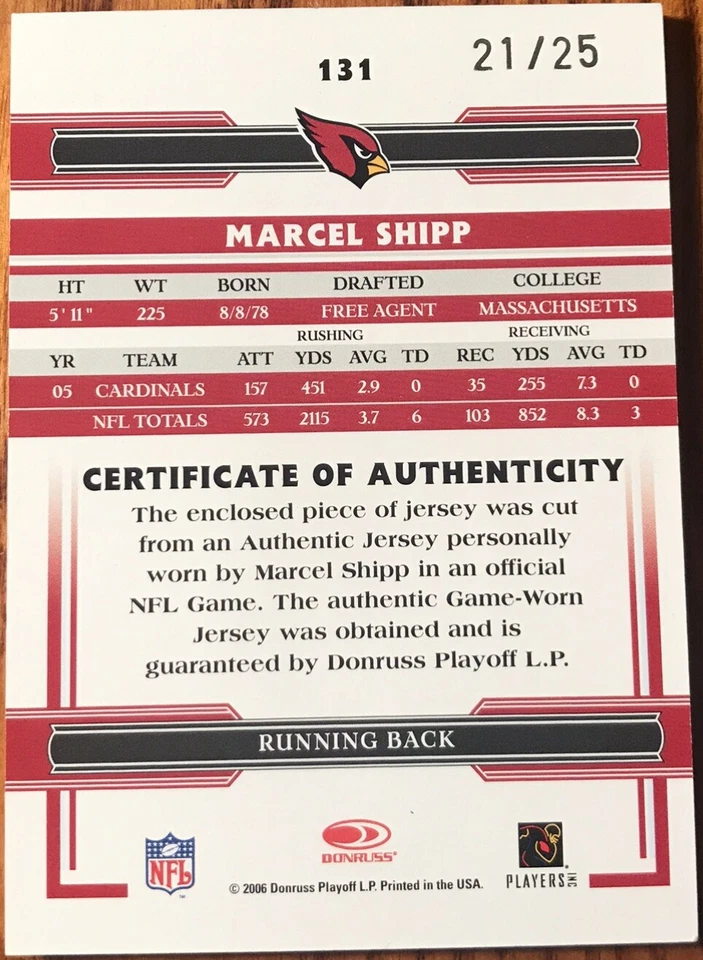 131 21/25
MARCEL SHIPP
HT WT BORN DRAFTED COLLEGE
5'11" 225 8/8/78 FREE AGENT MASSACHUSETTS
RUSHING RECEIVING
YR TEAM ATT YDS AVG TD REC YDS AVG TD
05 CARDINALS 157 451 2.9 0 35 255 7.3 0
NFL TOTALS 573 2115 3.7 6 103 852 8.3 3
CERTIFICATE OF AUTHENTICITY
The enclosed piece of jersey was cut
from an Authentic Jersey personally
worn by Marcel Shipp in an official
NFL Game. The authentic Game-Worn
Jersey was obtained and is
guaranteed by Donruss Playoff L.P.
RUNNING BACK
NFL
DONRUSS
PLAYERS INC
© 2006 Donruss Playoff L.P. Printed in the USA.